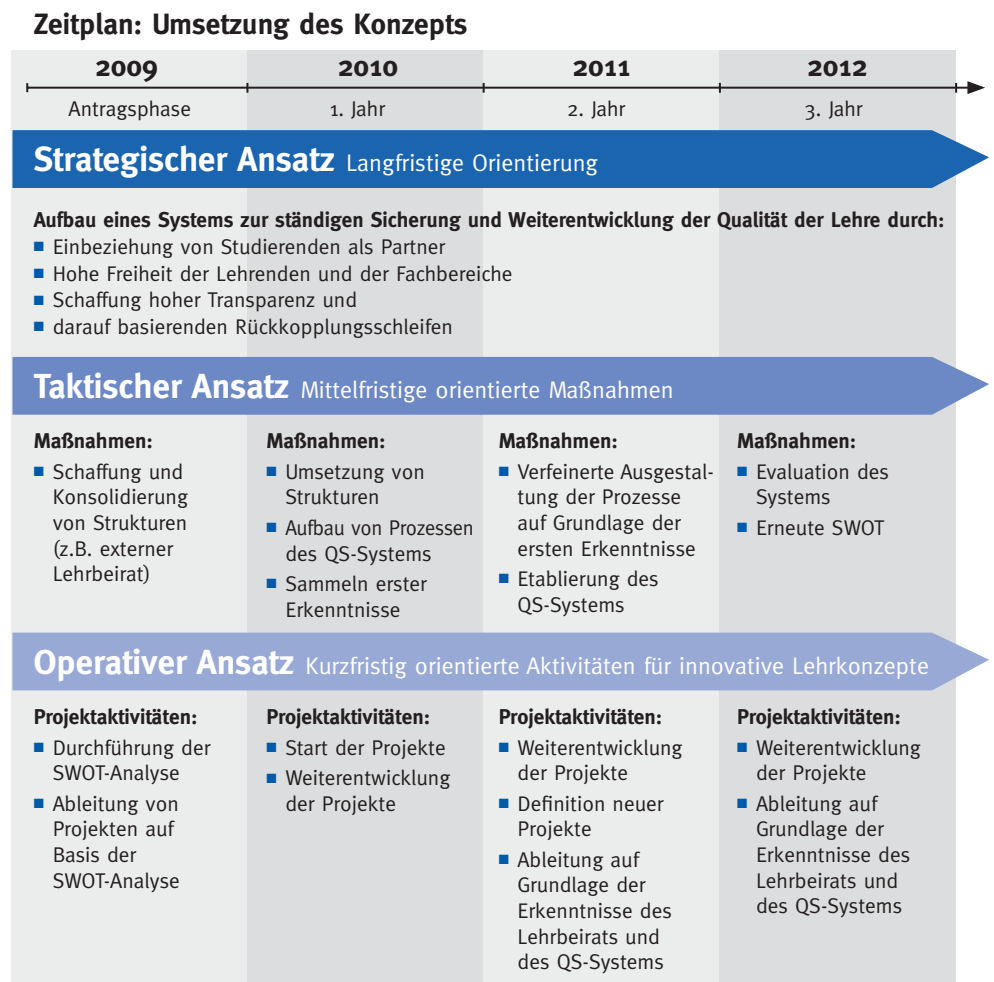 Zeitplan: Umsetzung des Konzepts
2009 2010 2011 2012
Antragsphase 1. Jahr 2. Jahr 3. Jahr
Strategischer Ansatz Langfristige Orientierung
Aufbau eines Systems zur ständigen Sicherung und Weiterentwicklung der Qualität der Lehre durch:
■ Einbeziehung von Studierenden als Partner
■ Hohe Freiheit der Lehrenden und der Fachbereiche
■ Schaffung hoher Transparenz und
■ darauf basierenden Rückkopplungsschleifen
Taktischer Ansatz Mittelfristige orientierte Maßnahmen
Maßnahmen:
■ Schaffung und
Konsolidierung
von Strukturen
(z.B. externer
Lehrbeirat)
Maßnahmen:
■ Umsetzung von
Strukturen
■ Aufbau von Prozessen
des QS-Systems
■ Sammeln erster
Erkenntnisse
Maßnahmen:
■ Verfeinerte Ausgestal-
tung der Prozesse
auf Grundlage der
ersten Erkenntnisse
■ Etablierung des
QS-Systems
Maßnahmen:
■ Evaluation des
Systems
■ Erneute SWOT
Operativer Ansatz Kurzfristig orientierte Aktivitäten für innovative Lehrkonzepte
Projektaktivitäten:
■ Durchführung der
SWOT-Analyse
■ Ableitung von
Projekten auf
Basis der
SWOT-Analyse
Projektaktivitäten:
■ Start der Projekte
■ Weiterentwicklung
der Projekte
Projektaktivitäten:
■ Weiterentwicklung
der Projekte
■ Definition neuer
Projekte
■ Ableitung auf
Grundlage der
Erkenntnisse des
Lehrbeirats und
des QS-Systems
Projektaktivitäten:
■ Weiterentwicklung
der Projekte
■ Ableitung auf
Grundlage der
Erkenntnisse des
Lehrbeirats und
des QS-Systems